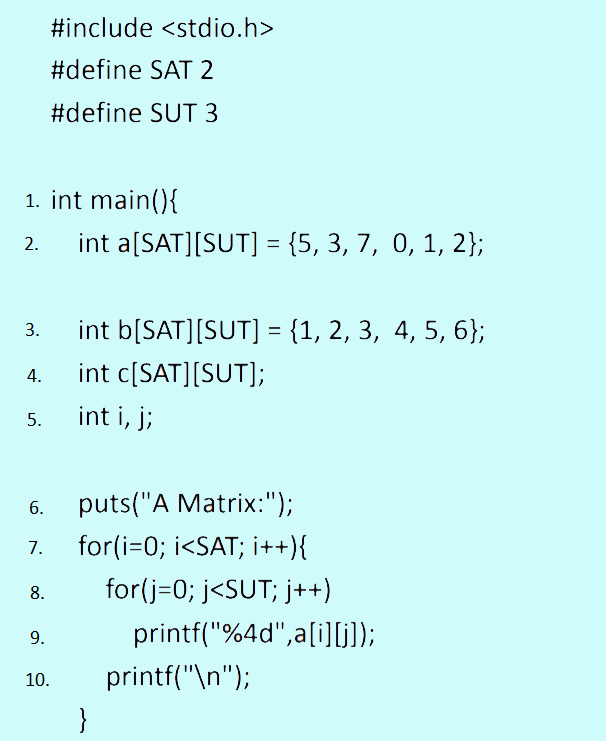 #include <stdio.h>
#define SAT 2
#define SUT 3
1. int main(){
2. int a[SAT][SUT] = {5, 3, 7, 0, 1, 2};
3. int b[SAT][SUT] = {1, 2, 3, 4, 5, 6};
4. int c[SAT][SUT];
5. int i, j;
6. puts("A Matrix:");
7. for(i=0; i<SAT; i++){
8. for(j=0; j<SUT; j++)
9. printf("%4d",a[i][j]);
10. printf("\n");
}